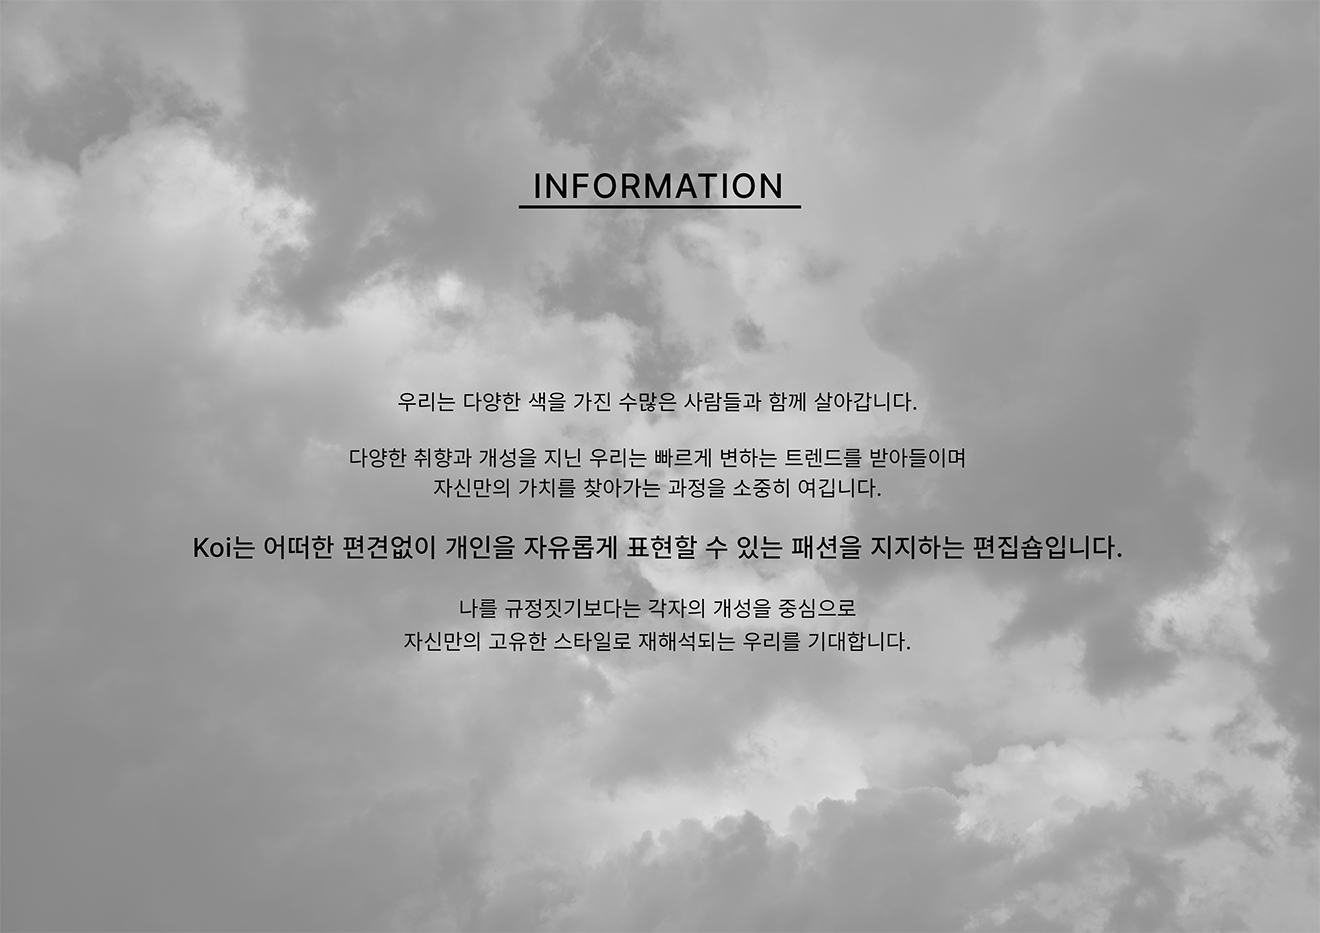 INFORMATION
우리는 다양한 색을 가진 수많은 사람들과 함께 살아갑니다.
다양한 취향과 개성을 지닌 우리는 빠르게 변하는 트렌드를 받아들이며
자신만의 가치를 찾아가는 과정을 소중히 여깁니다.
Koi는 어떠한 편견없이 개인을 자유롭게 표현할 수 있는 패션을 지지하는 편집숍입니다.
나를 규정짓기보다는 각자의 개성을 중심으로
자신만의 고유한 스타일로 재해석되는 우리를 기대합니다.